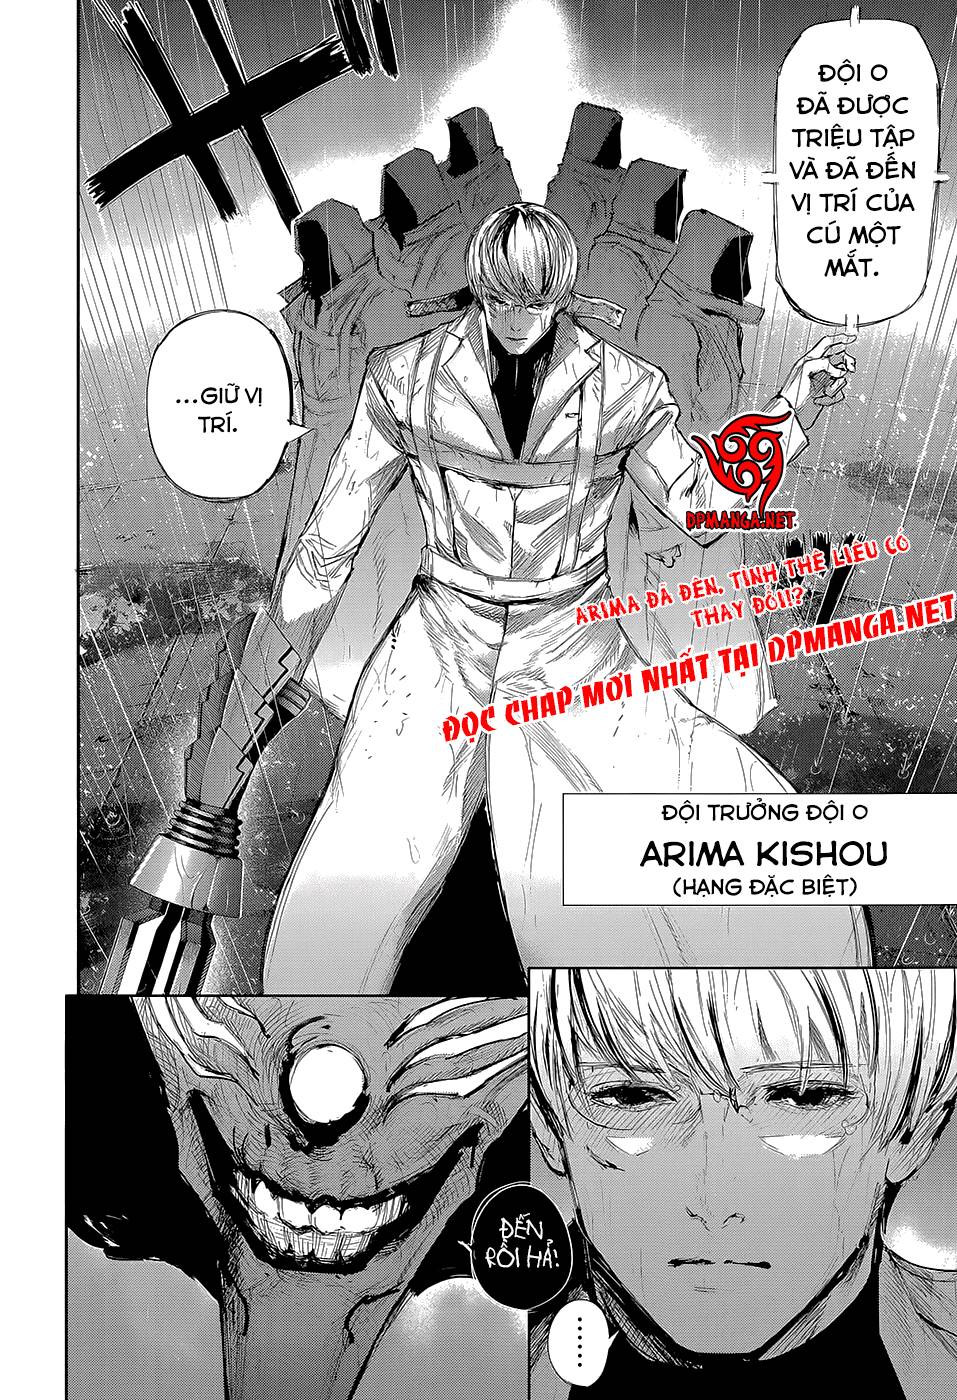 ĐỘI 0
ĐÃ ĐƯỢC
TRIỆU TẬP
VÀ ĐÃ ĐẾN
VỊ TRÍ CỦA
CÚ MỘT
MẮT.
...GIỮ VỊ
TRÍ.
DPMANGA.NET
ARIMA ĐÃ ĐẾN, TÌNH THẾ LIỆU CÓ
THAY ĐỔI!?
ĐỌC CHAP MỚI NHẤT TẠI DPMANGA.NET
ĐỘI TRƯỞNG ĐỘI 0
ARIMA KISHOU
(HẠNG ĐẶC BIỆT)
ĐẾN
RỒI HẢ!
......